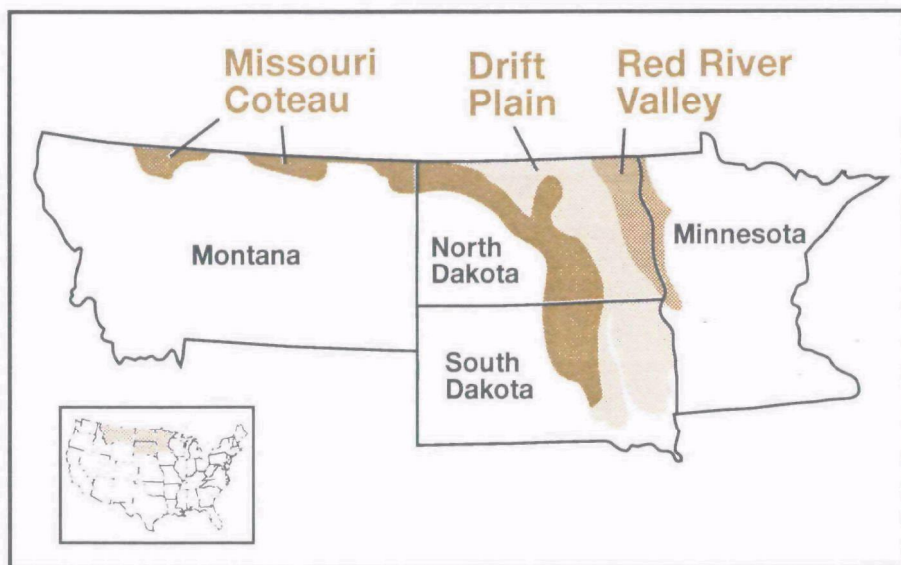 Missouri
Coteau
Drift
Plain
Red River
Valley
Montana
North
Dakota
Minnesota
South
Dakota